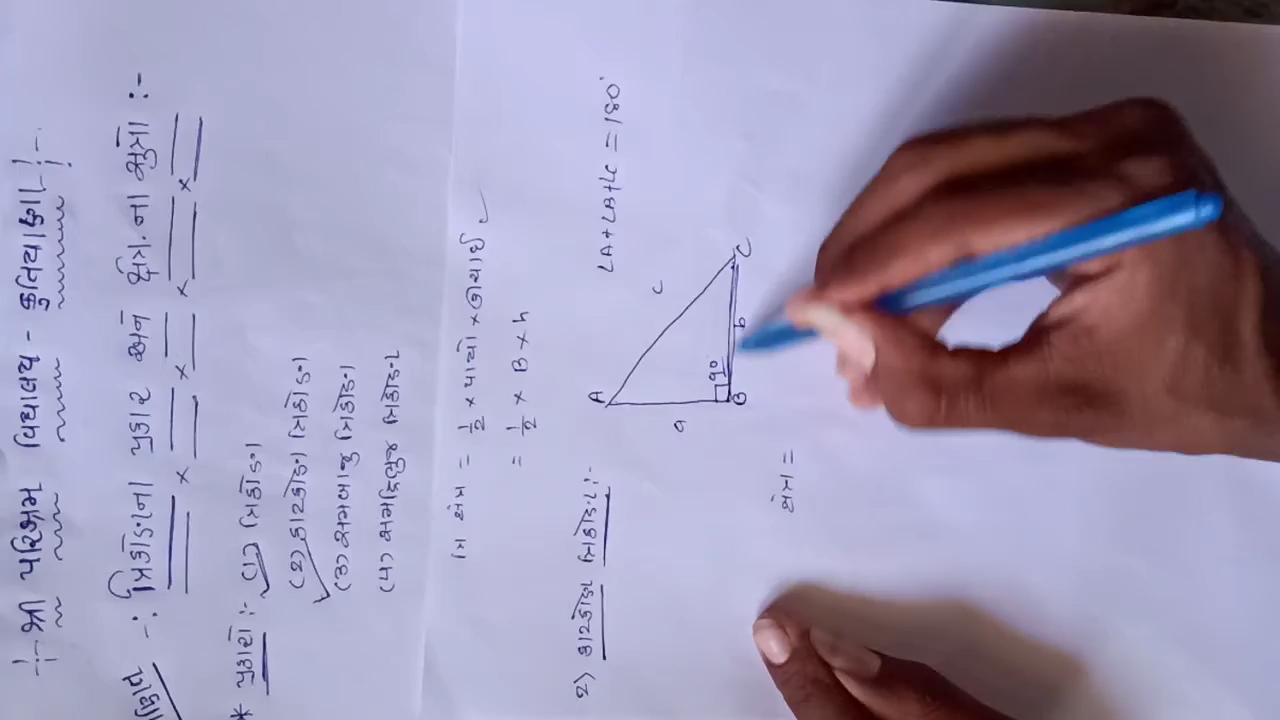 શ્રી પરિશ્રમ વિદ્યાલય - કુતિયાણા
-: ત્રિકોણના પ્રકાર અને ક્ષેત્ર.ના સુત્રો :-
* પ્રકારો :- (1) ત્રિકોણ
(2) કાટકોણ ત્રિકોણ
(3) સમબાજુ ત્રિકોણ
(4) સમદ્વિભુજ ત્રિકોણ
ત્રિ ક્ષેત્ર = 1/2 × પાયો × ઊંચાઈ ✓
= 1/2 × B × h
2) કાટકોણ ત્રિકોણ :-
∠A+∠B+∠C = 180°
A
c
a
90
B
b
C
ક્ષેત્ર =